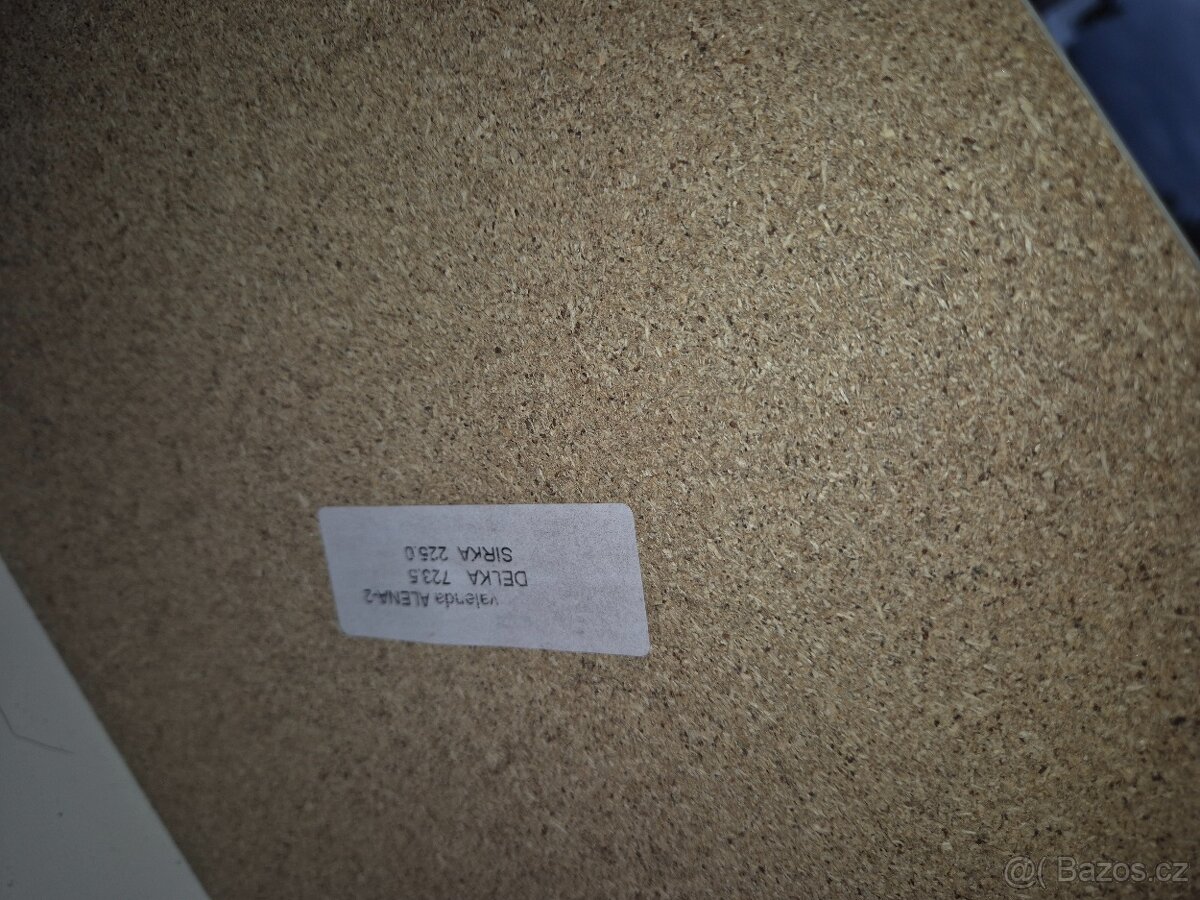 valenda ALENA-2
DELKA 723.5
SIRKA 225.0
@( Bazos.cz